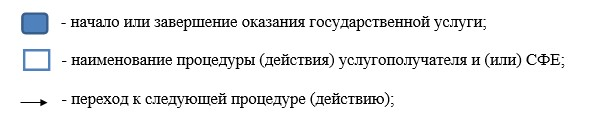 - начало или завершение оказания государственной услуги;
- наименование процедуры (действия) услугополучателя и (или) СФЕ;
- переход к следующей процедуре (действию);